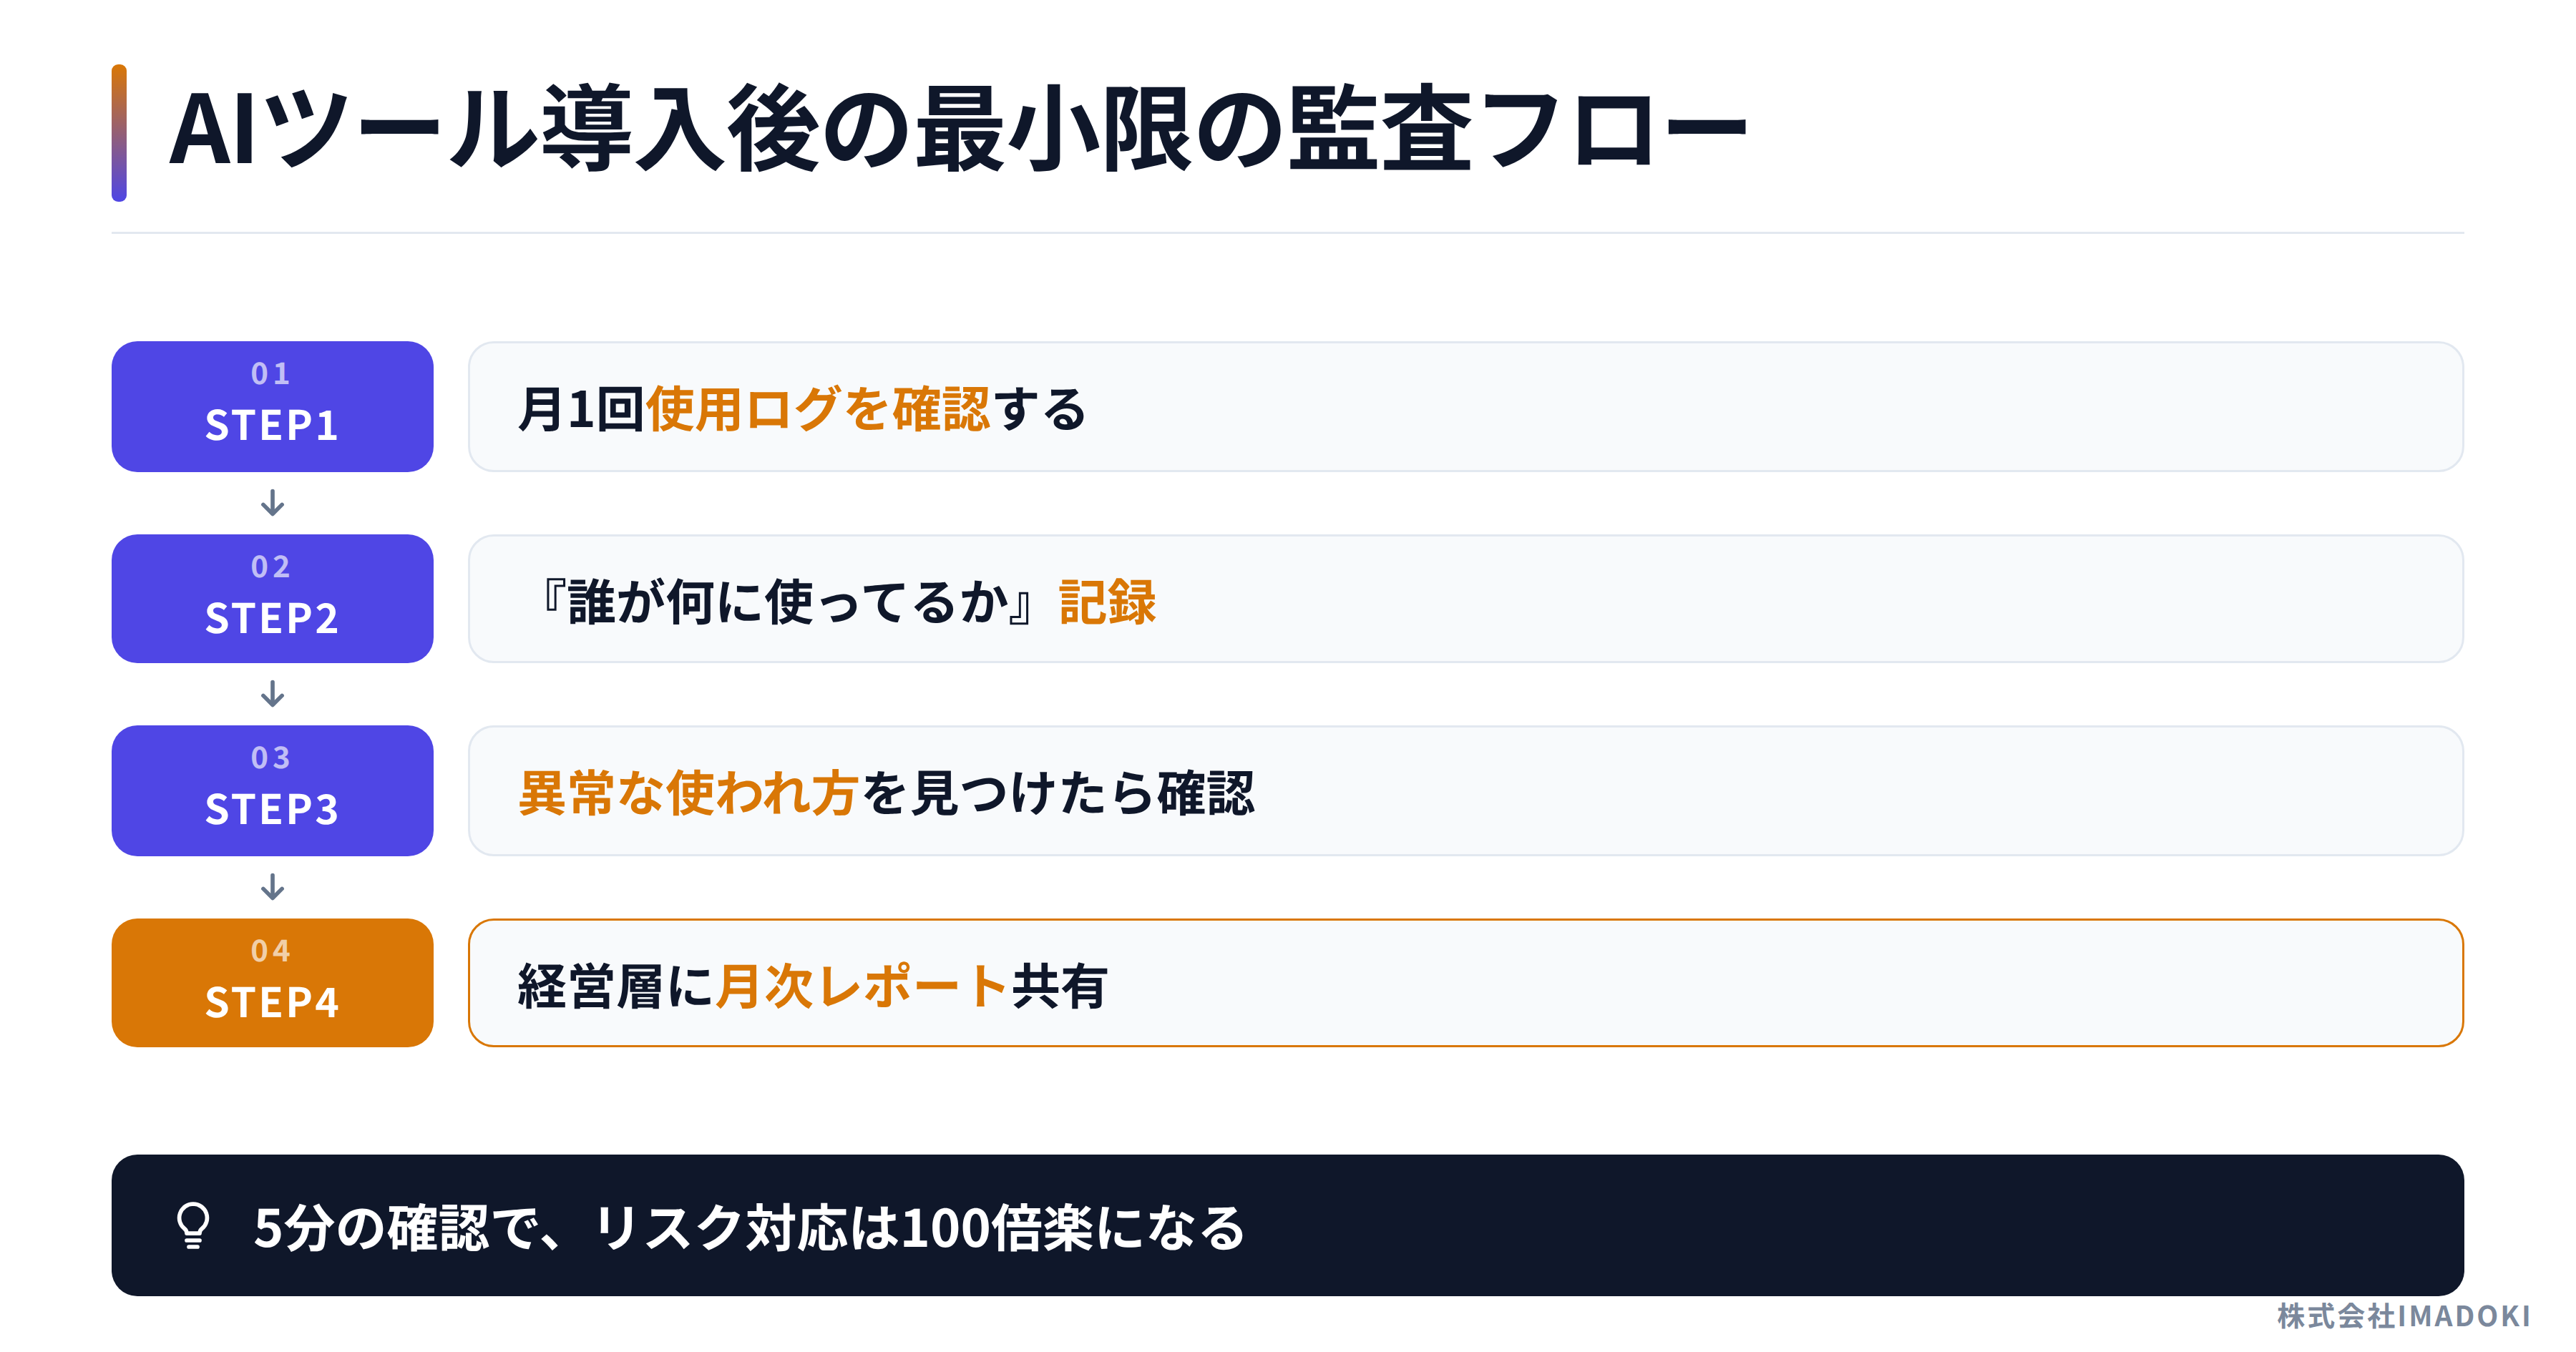 AIツール導入後の最小限の監査フロー
01
STEP1
月1回使用ログを確認する
02
STEP2
『誰が何に使ってるか』記録
03
STEP3
異常な使われ方を見つけたら確認
04
STEP4
経営層に月次レポート共有
5分の確認で、リスク対応は100倍楽になる
株式会社IMADOKI